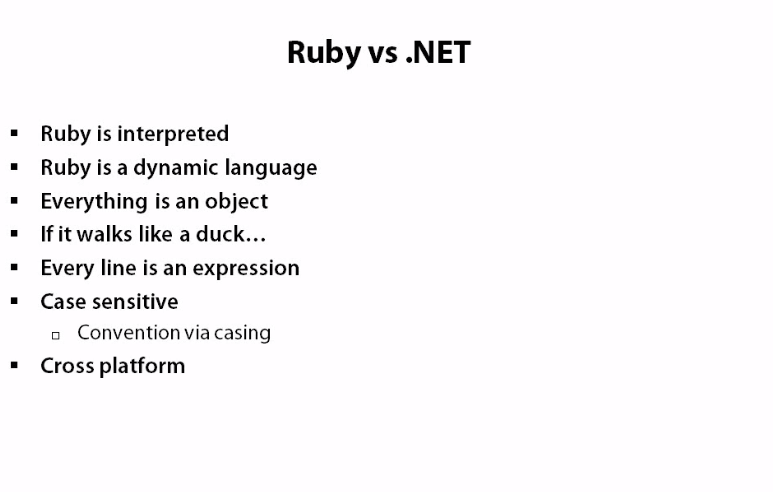 Ruby vs .NET
▪ Ruby is interpreted
▪ Ruby is a dynamic language
▪ Everything is an object
▪ If it walks like a duck…
▪ Every line is an expression
▪ Case sensitive
▫ Convention via casing
▪ Cross platform